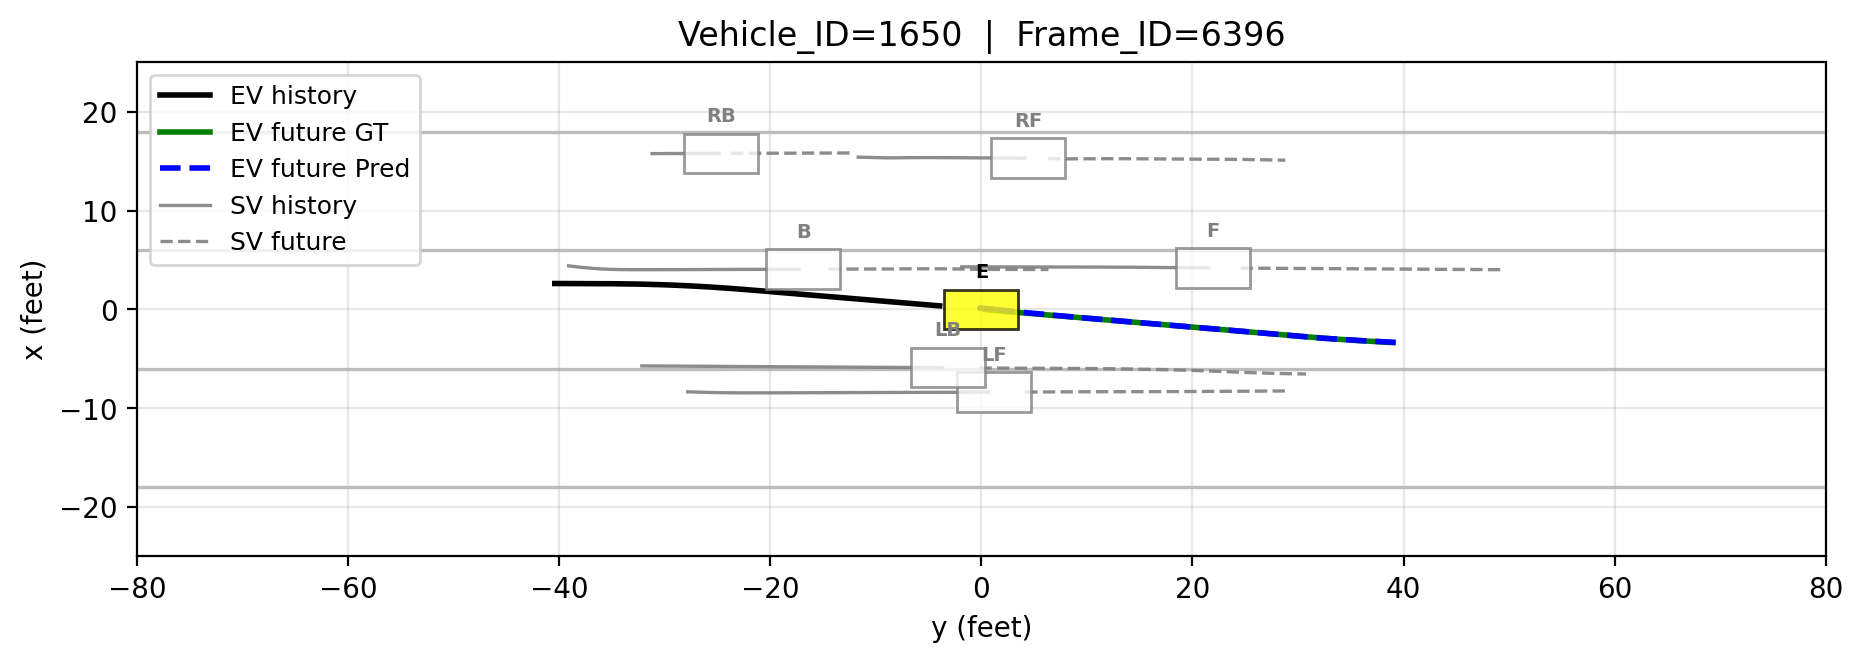 Vehicle_ID=1650 | Frame_ID=6396
EV history
EV future GT
EV future Pred
SV history
SV future
RB
RF
B
F
E
LB
LF
x (feet)
20
10
0
−10
−20
−80
−60
−40
−20
0
20
40
60
80
y (feet)